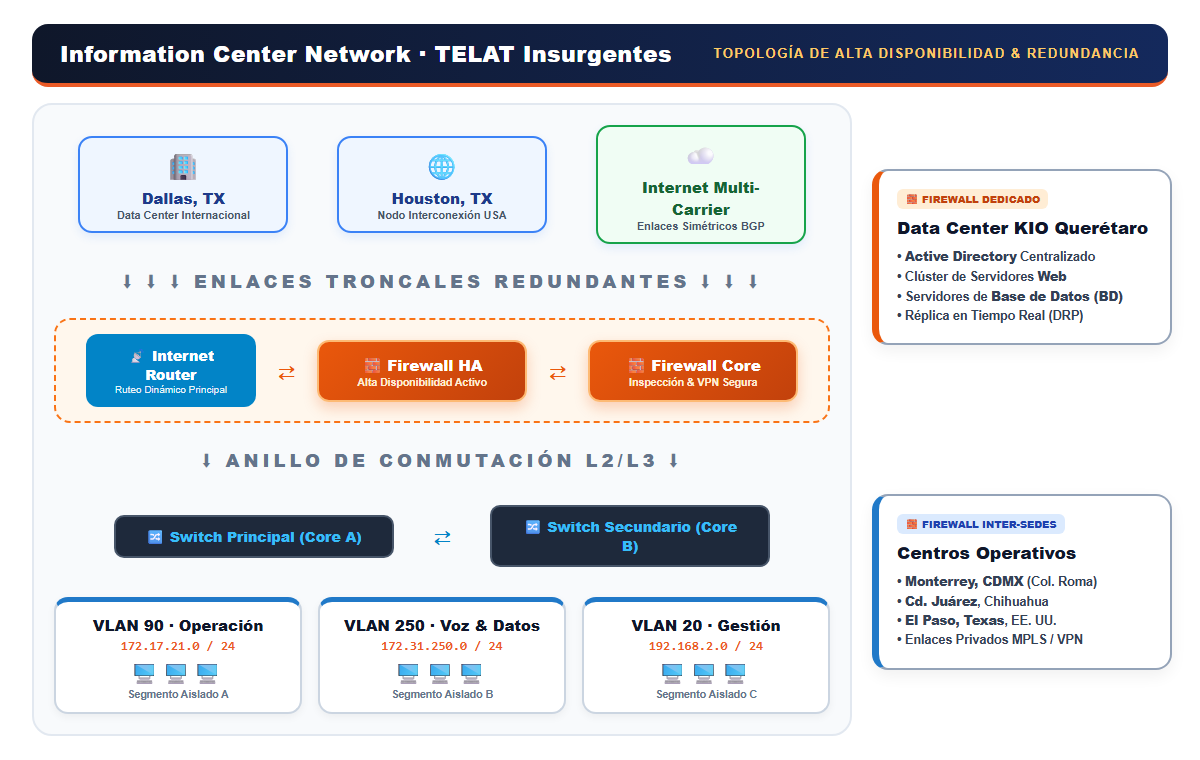 Information Center Network · TELAT Insurgentes
TOPOLOGÍA DE ALTA DISPONIBILIDAD & REDUNDANCIA
Dallas, TX
Data Center Internacional
Houston, TX
Nodo Interconexión USA
Internet Multi-
Carrier
Enlaces Simétricos BGP
⬇ ⬇ ⬇ ENLACES TRONCALES REDUNDANTES ⬇ ⬇ ⬇
Internet
Router
Ruteo Dinámico Principal
⇄
Firewall HA
Alta Disponibilidad Activo
⇄
Firewall Core
Inspección & VPN Segura
⬇ ANILLO DE CONMUTACIÓN L2/L3 ⬇
Switch Principal (Core A)
⇄
Switch Secundario (Core
B)
VLAN 90 · Operación
172.17.21.0 / 24
Segmento Aislado A
VLAN 250 · Voz & Datos
172.31.250.0 / 24
Segmento Aislado B
VLAN 20 · Gestión
192.168.2.0 / 24
Segmento Aislado C
FIREWALL DEDICADO
Data Center KIO Querétaro
• Active Directory Centralizado
• Clúster de Servidores Web
• Servidores de Base de Datos (BD)
• Réplica en Tiempo Real (DRP)
FIREWALL INTER-SEDES
Centros Operativos
• Monterrey, CDMX (Col. Roma)
• Cd. Juárez, Chihuahua
• El Paso, Texas, EE. UU.
• Enlaces Privados MPLS / VPN